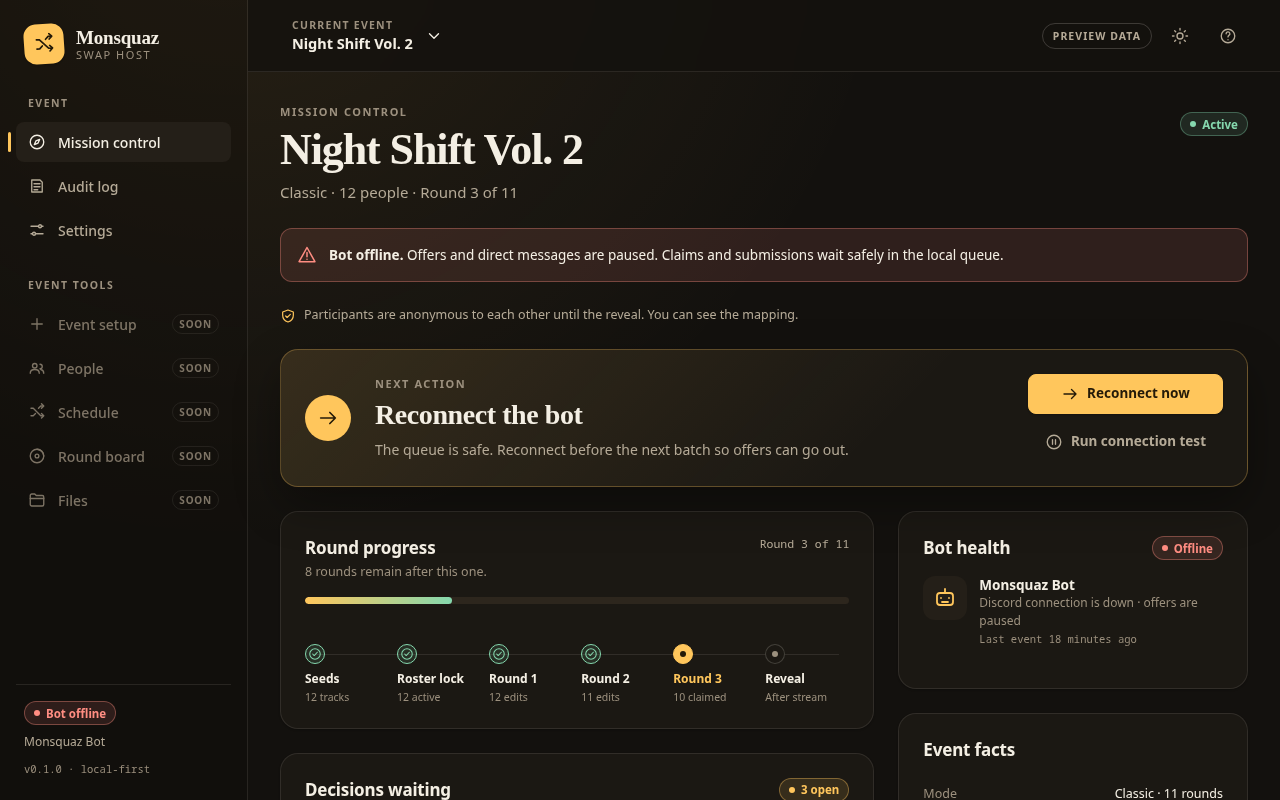 Monsquaz
SWAP HOST
EVENT
Mission control
Audit log
Settings
EVENT TOOLS
Event setup SOON
People SOON
Schedule SOON
Round board SOON
Files SOON
Bot offline
Monsquaz Bot
v0.1.0 · local-first
CURRENT EVENT
Night Shift Vol. 2
PREVIEW DATA
MISSION CONTROL
Night Shift Vol. 2
Active
Classic · 12 people · Round 3 of 11
Bot offline. Offers and direct messages are paused. Claims and submissions wait safely in the local queue.
Participants are anonymous to each other until the reveal. You can see the mapping.
NEXT ACTION
Reconnect the bot
The queue is safe. Reconnect before the next batch so offers can go out.
Reconnect now
Run connection test
Round progress
Round 3 of 11
8 rounds remain after this one.
Seeds
12 tracks
Roster lock
12 active
Round 1
12 edits
Round 2
11 edits
Round 3
10 claimed
Reveal
After stream
Decisions waiting
3 open
Bot health
Offline
Monsquaz Bot
Discord connection is down · offers are
paused
Last event 18 minutes ago
Event facts
Mode Classic · 11 rounds